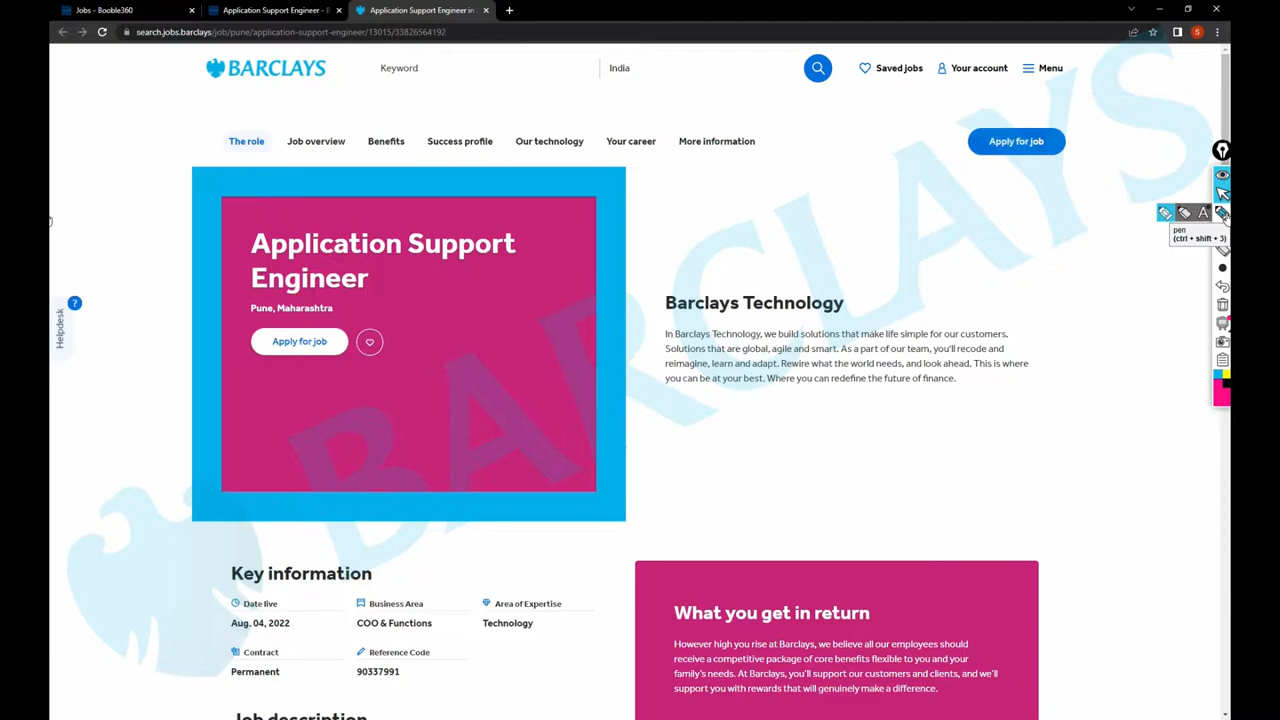 Jobs - Booble360
Application Support Engineer - B
Application Support Engineer in
search.jobs.barclays/job/pune/application-support-engineer/13015/33826564192
S
BARCLAYS
Keyword
India
Saved jobs
Your account
Menu
The role
Job overview
Benefits
Success profile
Our technology
Your career
More information
Apply for job
A
pen
(ctrl + shift + 3)
Application Support
Engineer
Pune, Maharashtra
Apply for job
Helpdesk
?
Barclays Technology
In Barclays Technology, we build solutions that make life simple for our customers.
Solutions that are global, agile and smart. As a part of our team, you'll recode and
reimagine, learn and adapt. Rewire what the world needs, and look ahead. This is where
you can be at your best. Where you can redefine the future of finance.
BARCLAYS
Key information
Date live
Aug. 04, 2022
Business Area
COO & Functions
Area of Expertise
Technology
Contract
Permanent
Reference Code
90337991
What you get in return
However high you rise at Barclays, we believe all our employees should
receive a competitive package of core benefits flexible to you and your
family's needs. At Barclays, you'll support our customers and clients, and we'll
support you with rewards that will genuinely make a difference.
Job description